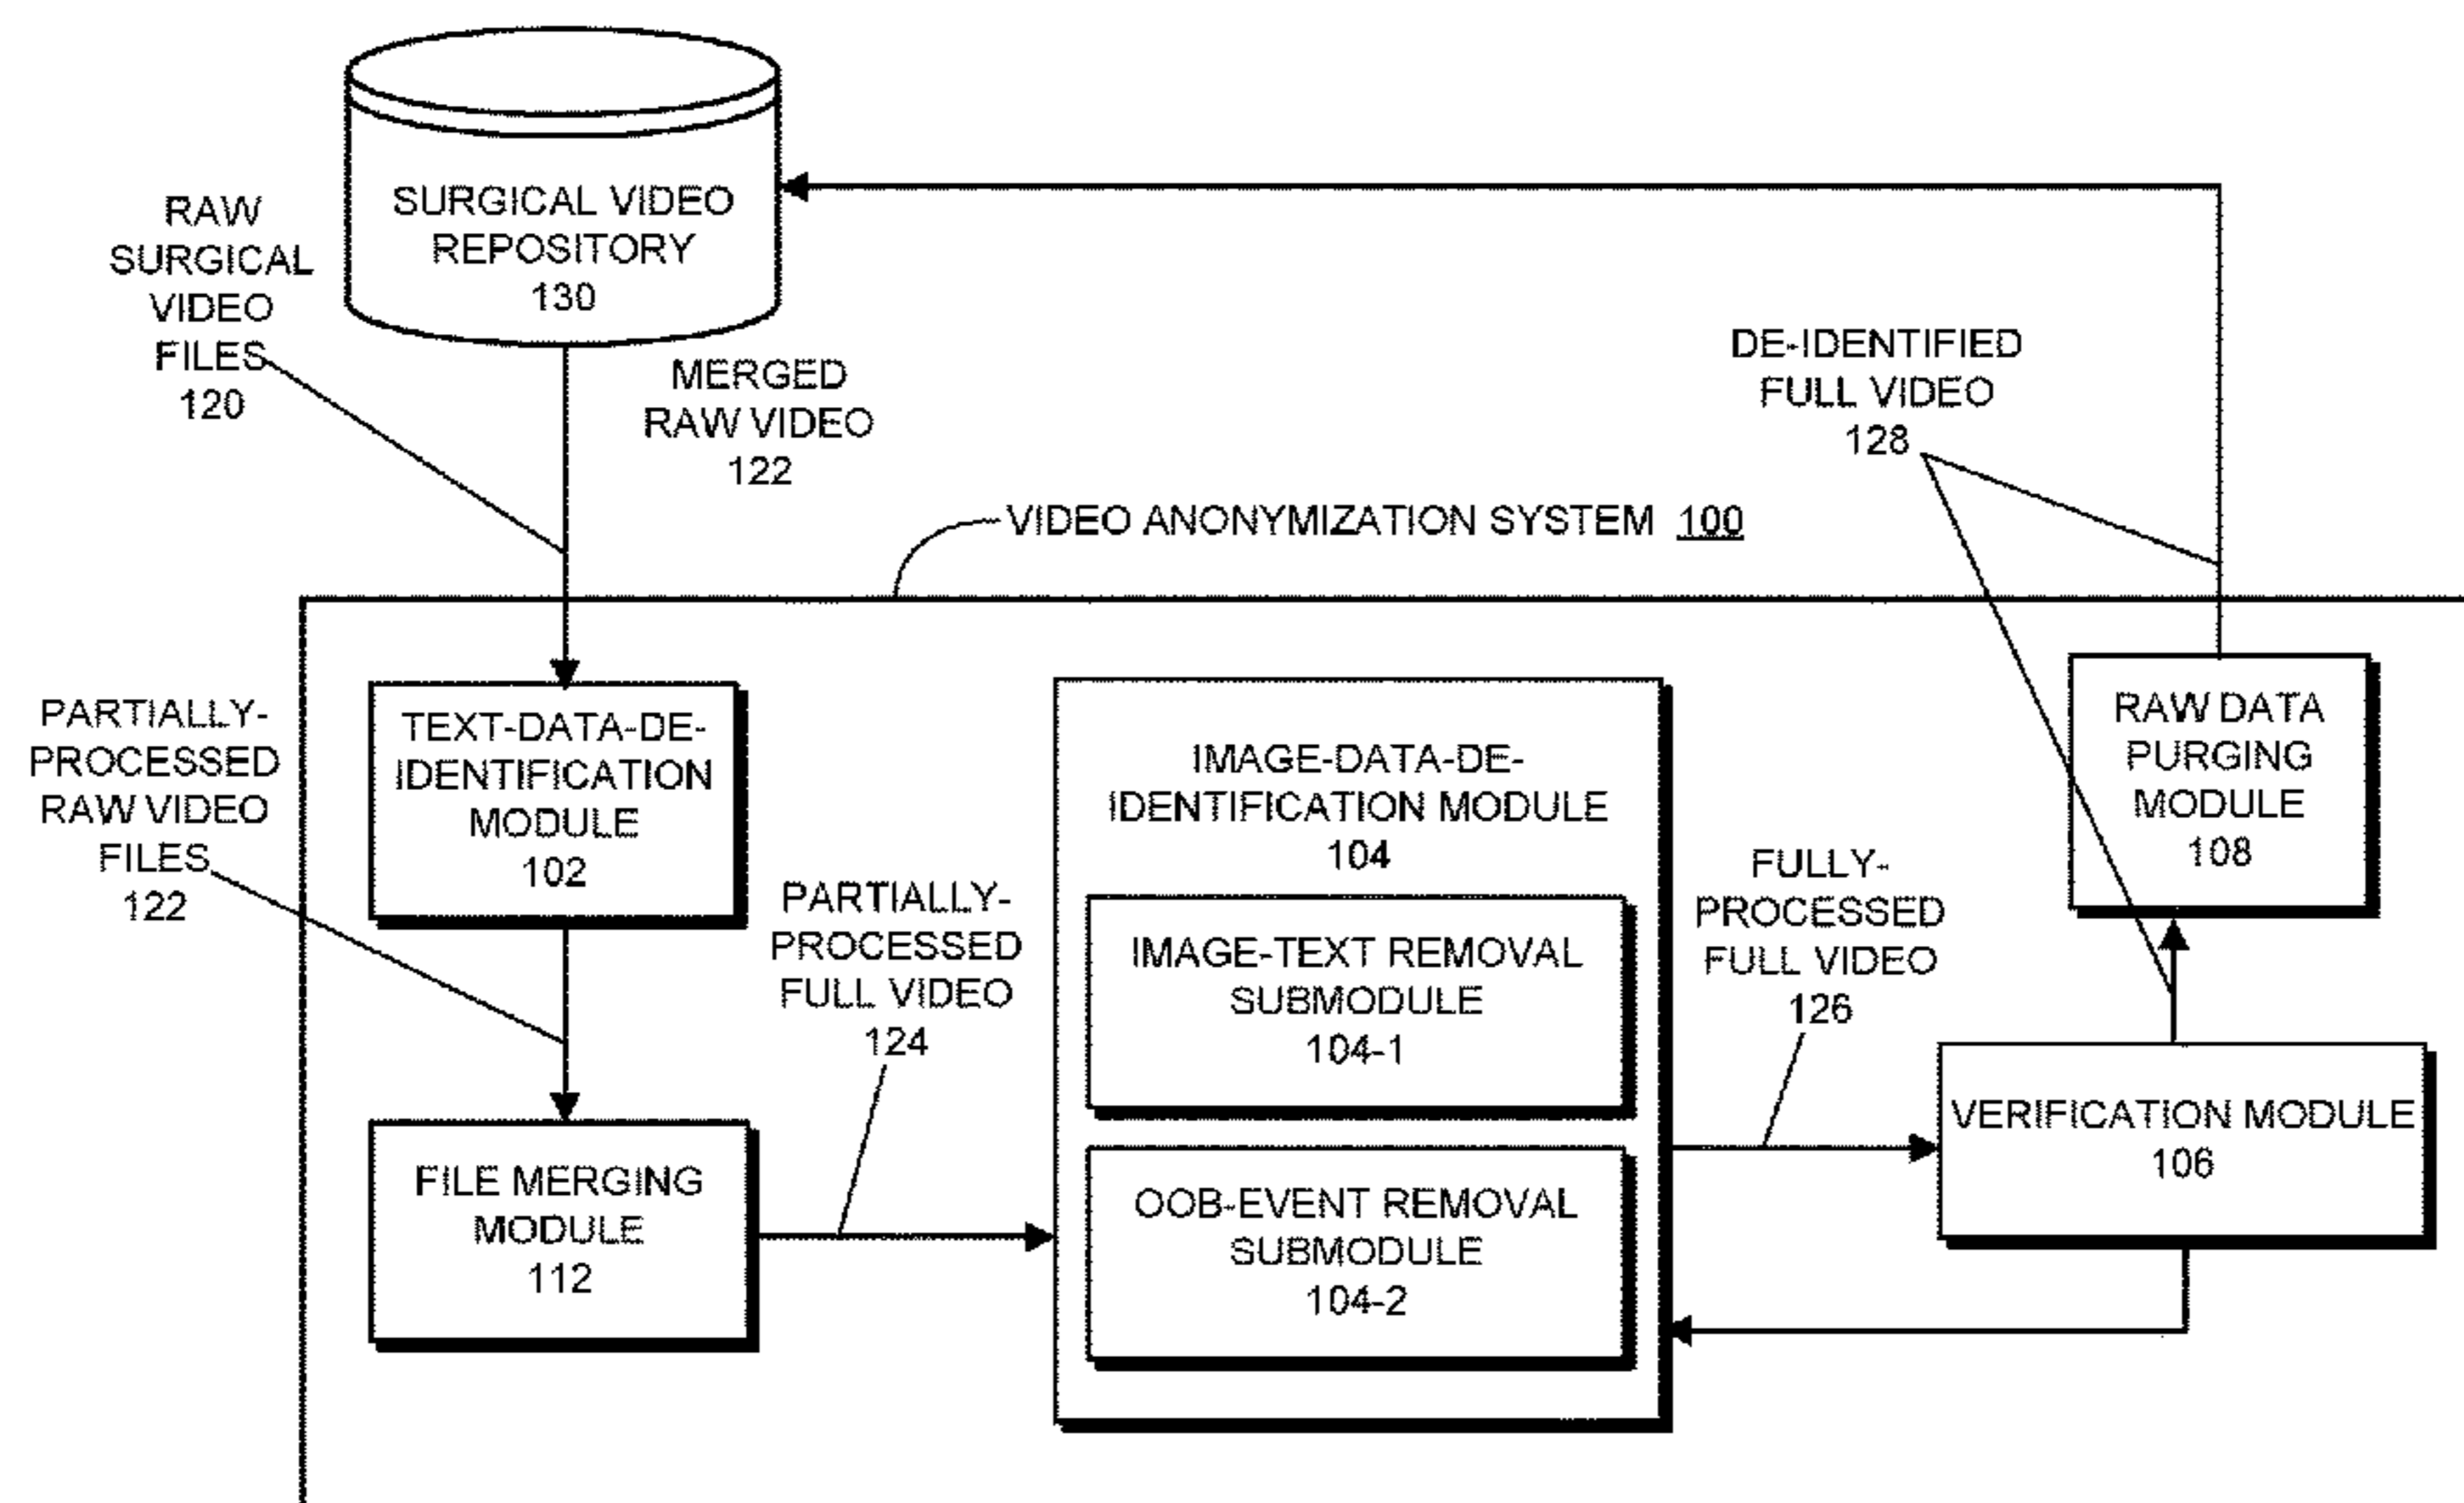 SURGICAL VIDEO
REPOSITORY
130
RAW
SURGICAL
VIDEO
FILES
120
MERGED
RAW VIDEO
122
DE-IDENTIFIED
FULL VIDEO
128
VIDEO ANONYMIZATION SYSTEM 100
PARTIALLY-
PROCESSED
RAW VIDEO
FILES
122
TEXT-DATA-DE-
IDENTIFICATION
MODULE
102
FILE MERGING
MODULE
112
PARTIALLY-
PROCESSED
FULL VIDEO
124
IMAGE-DATA-DE-
IDENTIFICATION MODULE
104
IMAGE-TEXT REMOVAL
SUBMODULE
104-1
OOB-EVENT REMOVAL
SUBMODULE
104-2
FULLY-
PROCESSED
FULL VIDEO
126
RAW DATA
PURGING
MODULE
108
VERIFICATION MODULE
106